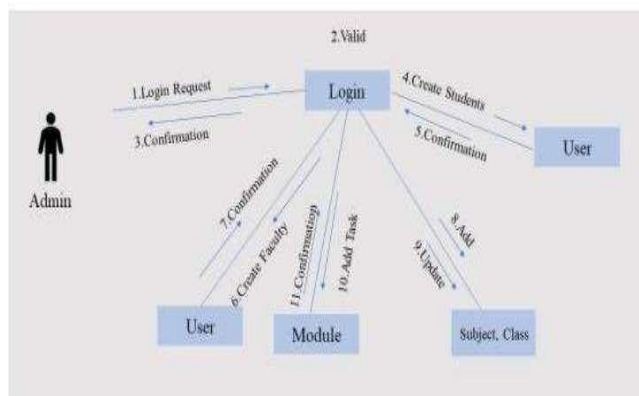 2.Valid
1.Login Request
Login
4.Create Students
3.Confirmation
5.Confirmation
User
Admin
7.Confirmation
6.Create Faculty
11.Confirmation
10.Add Task
8.Add
9.Update
User
Module
Subject, Class